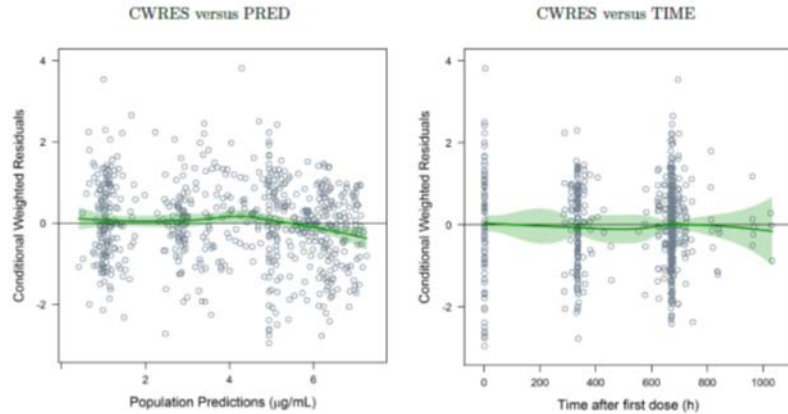 CWRES versus PRED
CWRES versus TIME
Conditional Weighted Residuals
4
2
0
-2
2
4
6
Population Predictions (µg/mL)
Conditional Weighted Residuals
4
2
0
-2
0
200
400
600
800
1000
Time after first dose (h)